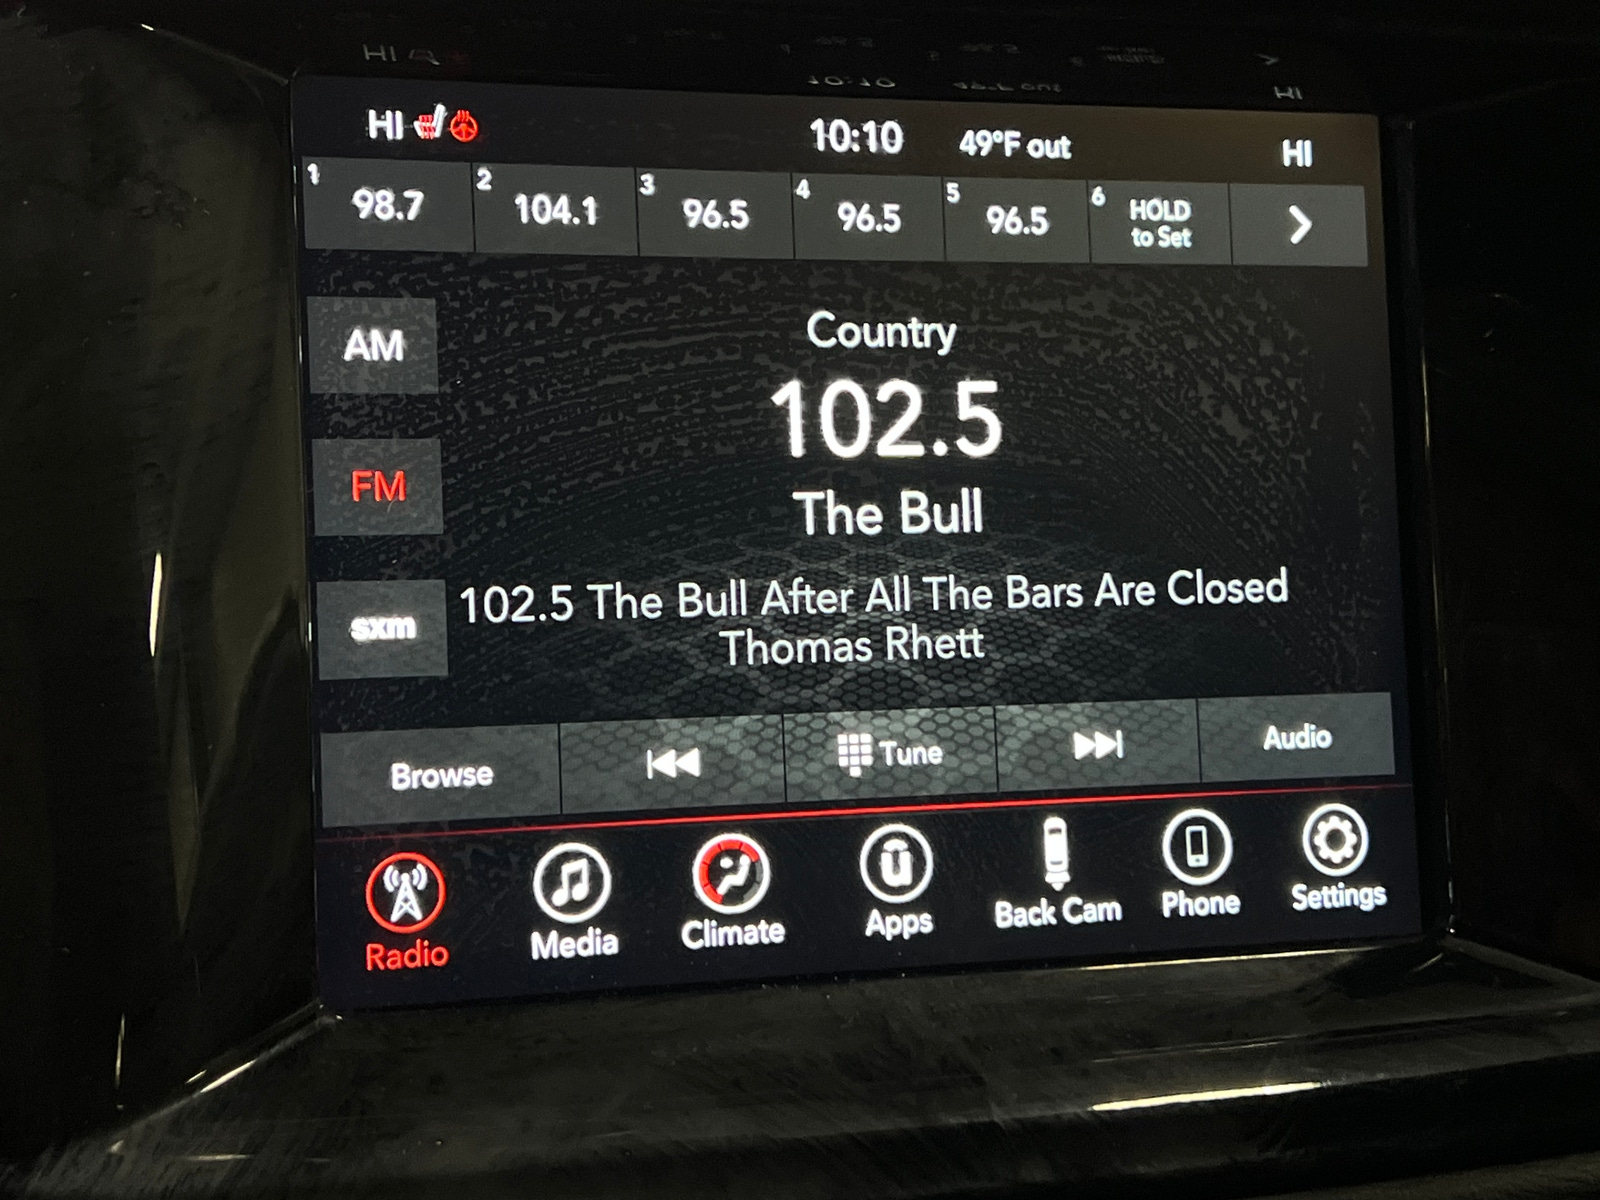 HI 10:10 49°F out HI
1 98.7 2 104.1 3 96.5 4 96.5 5 96.5 6 HOLD to Set
AM
Country
102.5
FM
The Bull
sxm
102.5 The Bull After All The Bars Are Closed
Thomas Rhett
Browse Tune Audio
Radio Media Climate Apps Back Cam Phone Settings